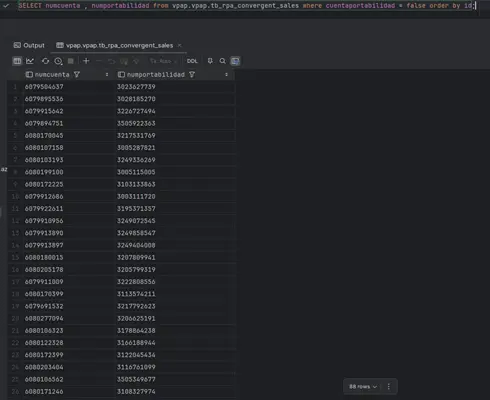 SELECT numcuenta , numportabilidad from vpap.vpap.tb_rpa_convergent_sales where cuentaportabilidad = false order by id;
Output vpap.vpap.tb_rpa_convergent_sales ×
Tx: Auto DDL
numcuenta numportabilidad
1 6079504637 3023627739
2 6079895536 3028185270
3 6079915642 3226727494
4 6079894751 3505922363
5 6080170045 3217531769
6 6080107158 3005287821
7 6080103193 3249336269
8 6080199100 3005115005
9 6080172225 3103133863
10 6079912686 3003111720
11 6079922611 3195371357
12 6079910956 3249072545
13 6079913890 3249858547
14 6079913897 3249404008
15 6080180013 3207809941
16 6080205178 3205799319
17 6079911009 3222808556
18 6080170399 3113574211
19 6079691532 3217792623
20 6080277094 3206625191
21 6080106323 3178864238
22 6080122328 3166188944
23 6080172399 3122045434
24 6080203404 3116761099
25 6080106562 3505349677
26 6080171246 3108327974
az
88 rows